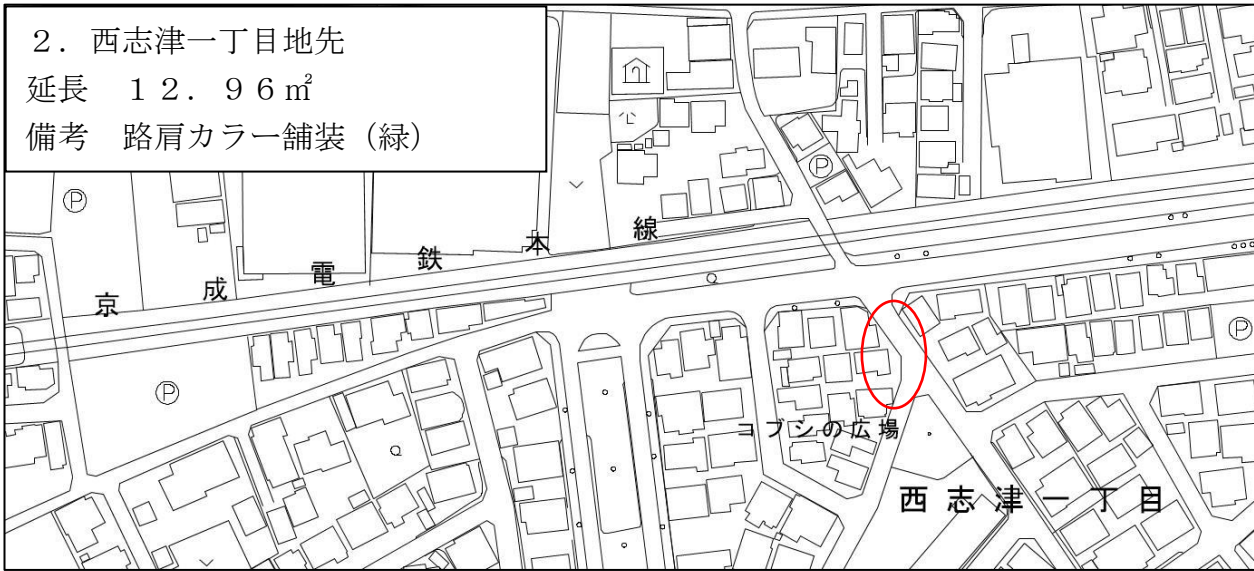 ２．西志津一丁目地先
延長　１２．９６㎡
備考　路肩カラー舗装（緑）
Ⓟ
Ⓟ
京成電鉄本線
Ⓟ
Ⓟ
コブシの広場
西志津一丁目